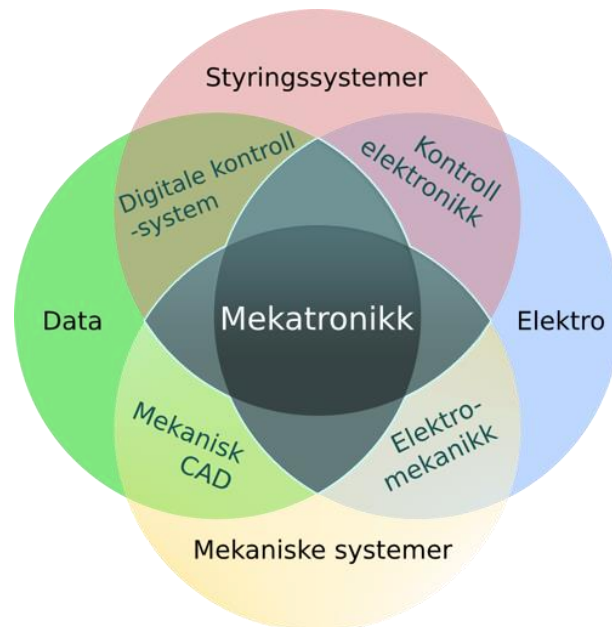 Styringssystemer
Digitale kontroll
-system
Kontroll
elektronikk
Data
Mekatronikk
Elektro
Mekanisk
CAD
Elektro-
mekanikk
Mekaniske systemer